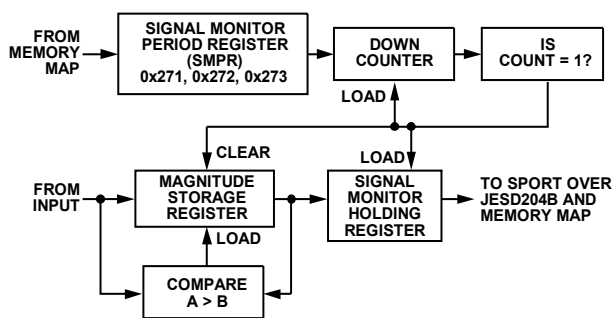 FROM
MEMORY
MAP
SIGNAL MONITOR
PERIOD REGISTER
(SMPR)
0x271, 0x272, 0x273
DOWN
COUNTER
IS
COUNT = 1?
LOAD
CLEAR
LOAD
FROM
INPUT
MAGNITUDE
STORAGE
REGISTER
SIGNAL
MONITOR
HOLDING
REGISTER
TO SPORT OVER
JESD204B AND
MEMORY MAP
LOAD
COMPARE
A > B